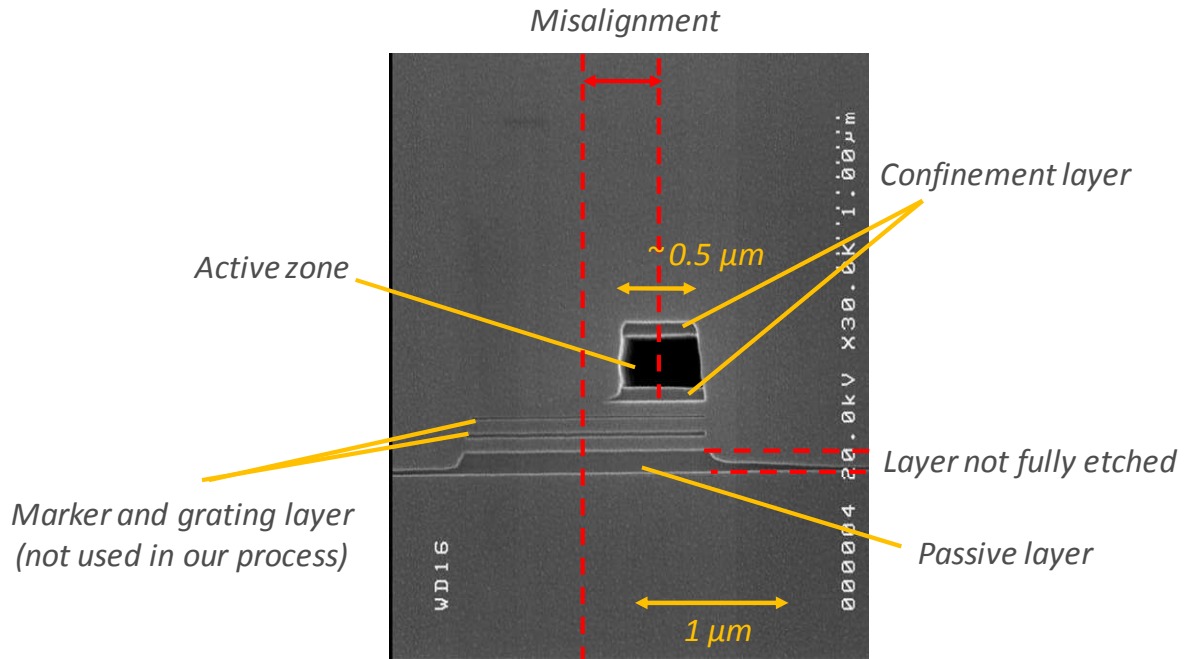 Misalignment
Confinement layer
~ 0.5 µm
Active zone
Layer not fully etched
Marker and grating layer
(not used in our process)
Passive layer
1 µm
WD16
000004 20.0kV X30.0K 1.00µm